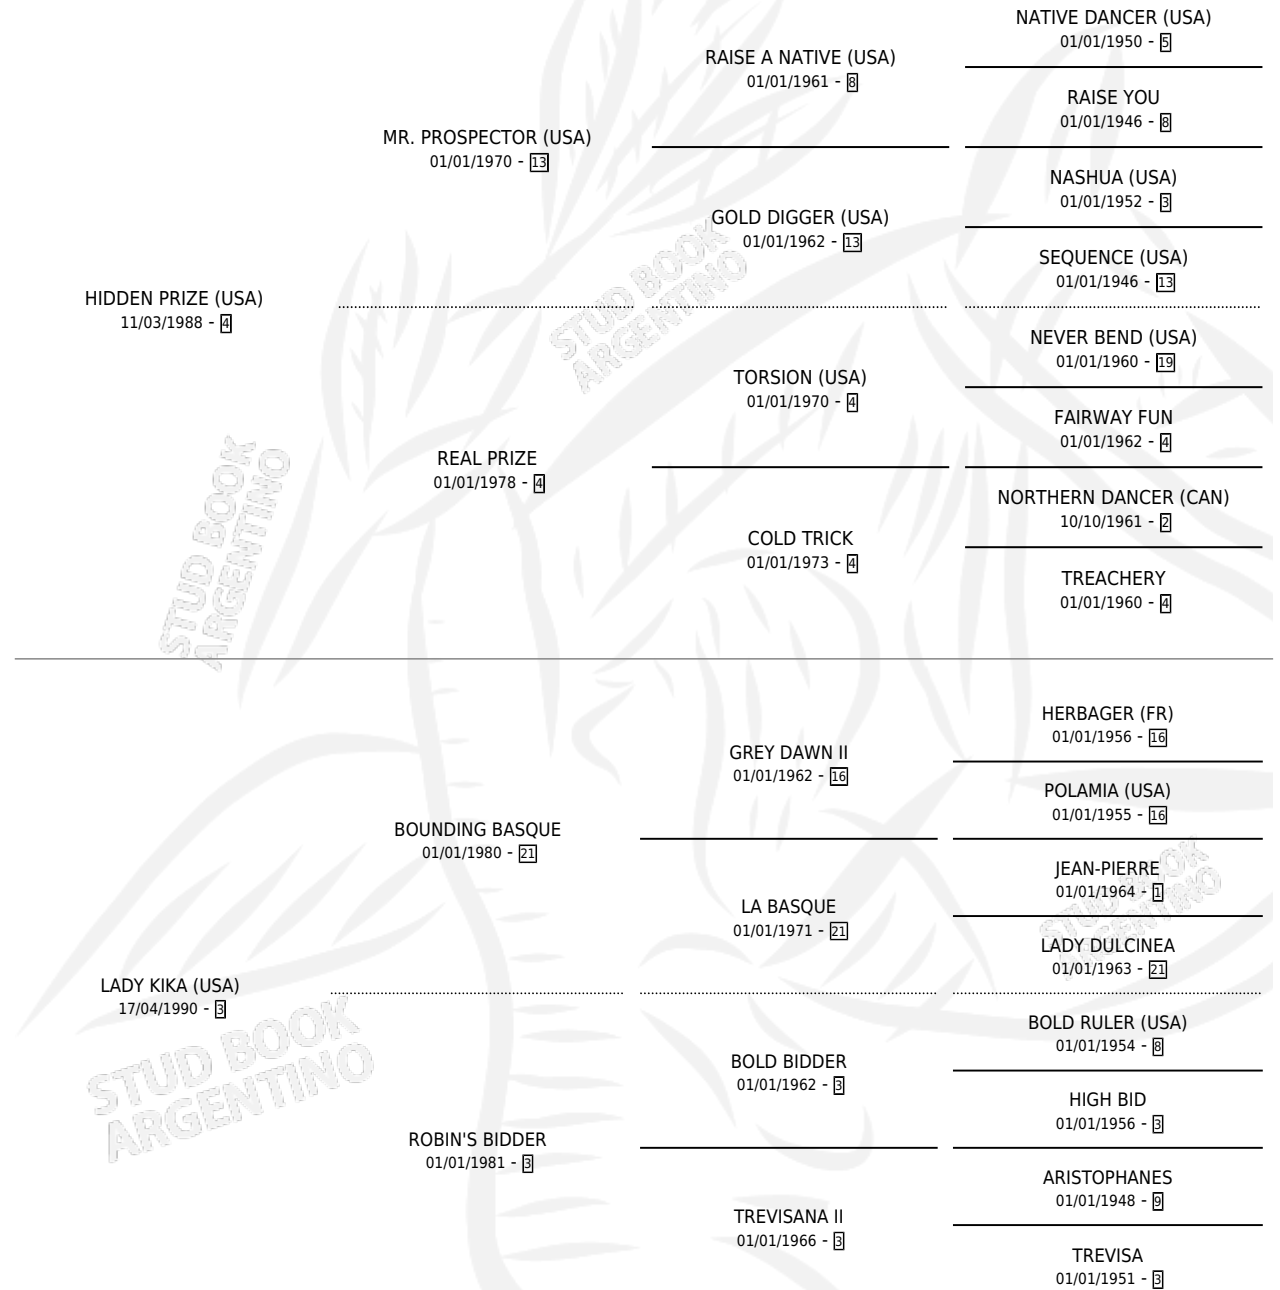 NATIVE DANCER (USA)
01/01/1950 - 5
RAISE A NATIVE (USA)
01/01/1961 - 8
RAISE YOU
01/01/1946 - 8
MR. PROSPECTOR (USA)
01/01/1970 - 13
NASHUA (USA)
01/01/1952 - 3
GOLD DIGGER (USA)
01/01/1962 - 13
SEQUENCE (USA)
01/01/1946 - 13
HIDDEN PRIZE (USA)
11/03/1988 - 4
STUD BOOK
ARGENTINO
NEVER BEND (USA)
01/01/1960 - 19
TORSION (USA)
01/01/1970 - 4
FAIRWAY FUN
01/01/1962 - 4
REAL PRIZE
01/01/1978 - 4
NORTHERN DANCER (CAN)
10/10/1961 - 2
COLD TRICK
01/01/1973 - 4
TREACHERY
01/01/1960 - 4
STUD BOOK
ARGENTINO
HERBAGER (FR)
01/01/1956 - 16
GREY DAWN II
01/01/1962 - 16
POLAMIA (USA)
01/01/1955 - 16
BOUNDING BASQUE
01/01/1980 - 21
JEAN-PIERRE
01/01/1964 - 1
LA BASQUE
01/01/1971 - 21
STUD BOOK
ARGENTINO
LADY DULCINEA
01/01/1963 - 21
LADY KIKA (USA)
17/04/1990 - 3
STUD BOOK
ARGENTINO
BOLD RULER (USA)
01/01/1954 - 8
BOLD BIDDER
01/01/1962 - 3
HIGH BID
01/01/1956 - 3
ROBIN'S BIDDER
01/01/1981 - 3
ARISTOPHANES
01/01/1948 - 9
TREVISANA II
01/01/1966 - 3
TREVISA
01/01/1951 - 3